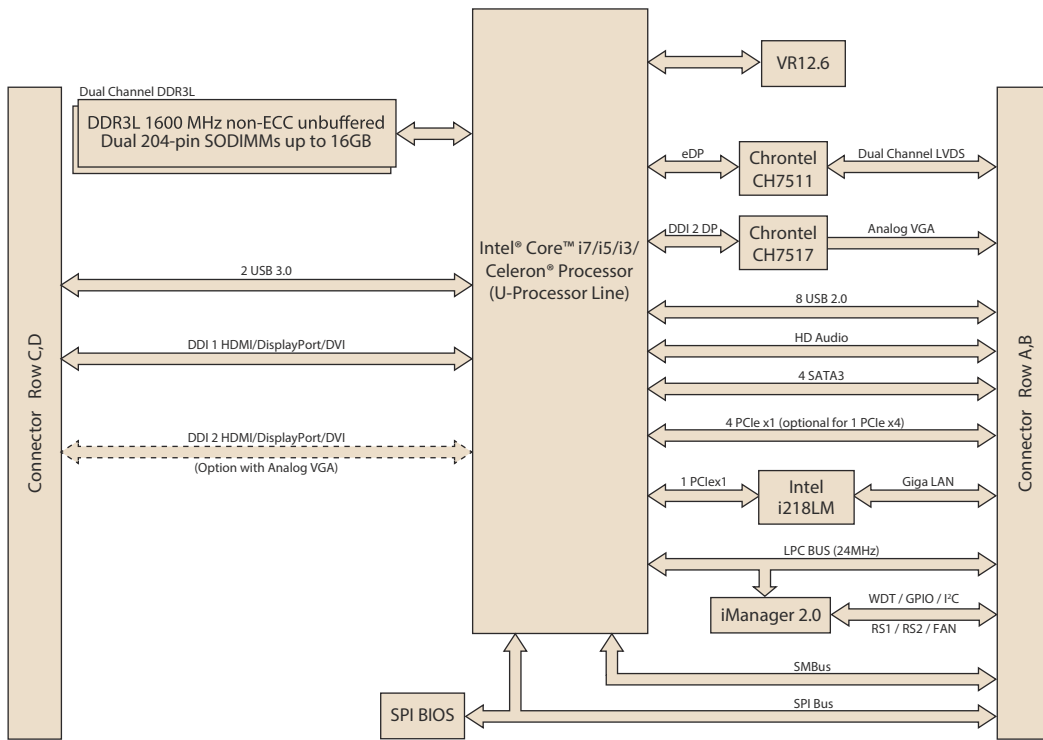 VR12.6
Dual Channel DDR3L
DDR3L 1600 MHz non-ECC unbuffered
Dual 204-pin SODIMMs up to 16GB
eDP
Chrontel
CH7511
Dual Channel LVDS
DDI 2 DP
Chrontel
CH7517
Analog VGA
Intel® Core™ i7/i5/i3/
Celeron® Processor
(U-Processor Line)
2 USB 3.0
8 USB 2.0
DDI 1 HDMI/DisplayPort/DVI
HD Audio
4 SATA3
DDI 2 HDMI/DisplayPort/DVI
(Option with Analog VGA)
4 PCIe x1 (optional for 1 PCIe x4)
Connector Row C,D
Connector Row A,B
1 PCIex1
Intel
i218LM
Giga LAN
LPC BUS (24MHz)
iManager 2.0
WDT / GPIO / I²C
RS1 / RS2 / FAN
SMBus
SPI BIOS
SPI Bus